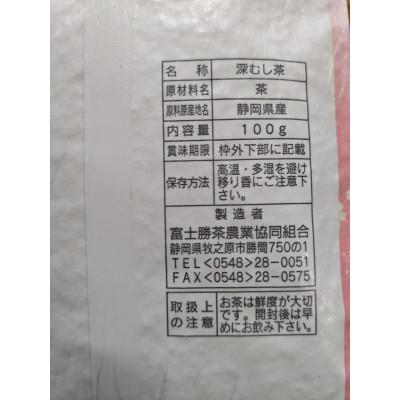 名称 深むし茶
原材料名 茶
原料原産地名 静岡県産
内容量 100g
賞味期限 枠外下部に記載
保存方法 高温・多湿を避け
移り香にご注意下
さい。
製造者
富士勝茶農業協同組合
静岡県牧之原市勝間750の1
TEL<0548>28-0051
FAX<0548>28-0575
取扱上
の注意 お茶は鮮度が大切
です。開封後は早
めにお飲み下さい。